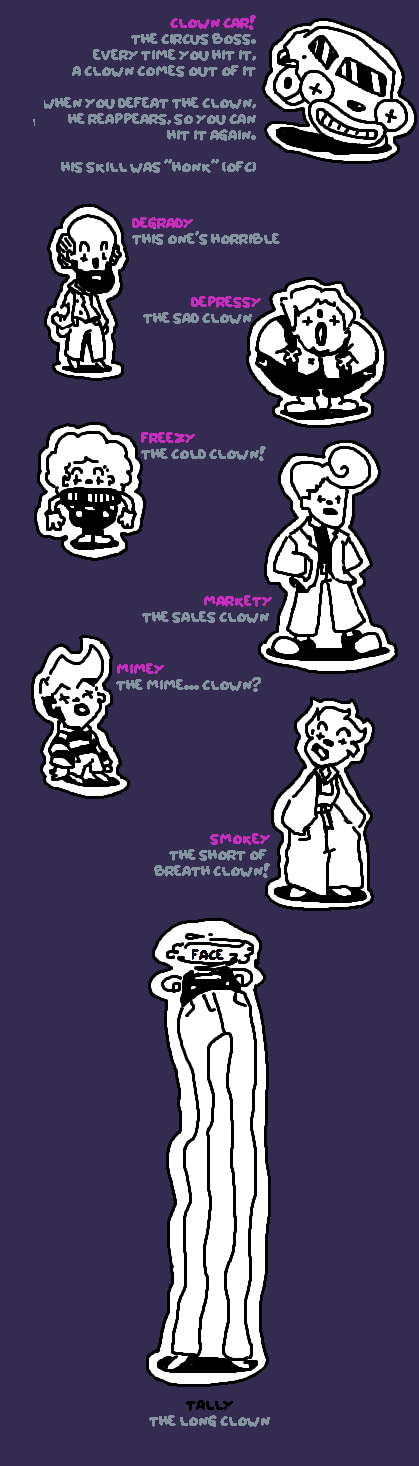 CLOWN CAR!
THE CIRCUS BOSS.
EVERY TIME YOU HIT IT,
A CLOWN COMES OUT OF IT
WHEN YOU DEFEAT THE CLOWN,
HE REAPPEARS, SO YOU CAN
HIT IT AGAIN.
HIS SKILL WAS "HONK" (OFC)
DEGRADY
THIS ONE'S HORRIBLE
DEPRESSY
THE SAD CLOWN
FREEZY
THE COLD CLOWN!
MARKETY
THE SALES CLOWN
MIMEY
THE MIME... CLOWN?
SMOKEY
THE SHORT OF
BREATH CLOWN!
FACE
TALLY
THE LONG CLOWN